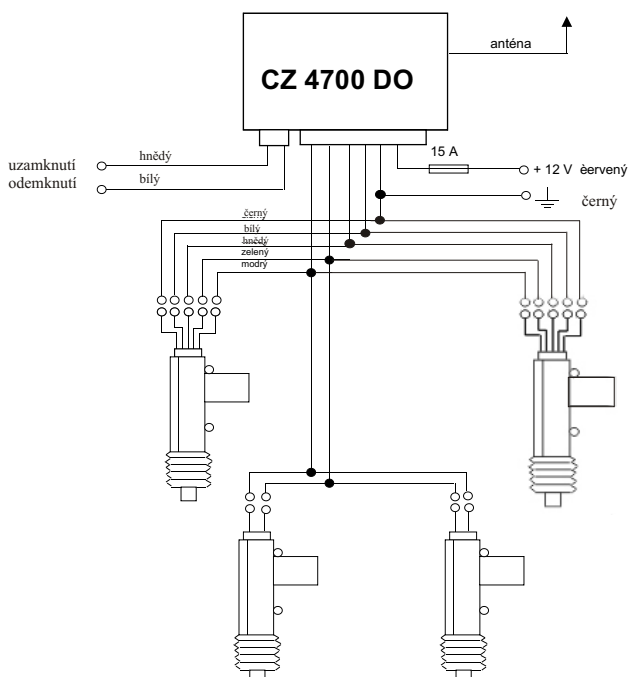 anténa
CZ 4700 DO
15 A
hnědý
uzamknutí
+ 12 V èervený
odemknutí
bílý
černý
černý
bílý
hnědý
zelený
modrý